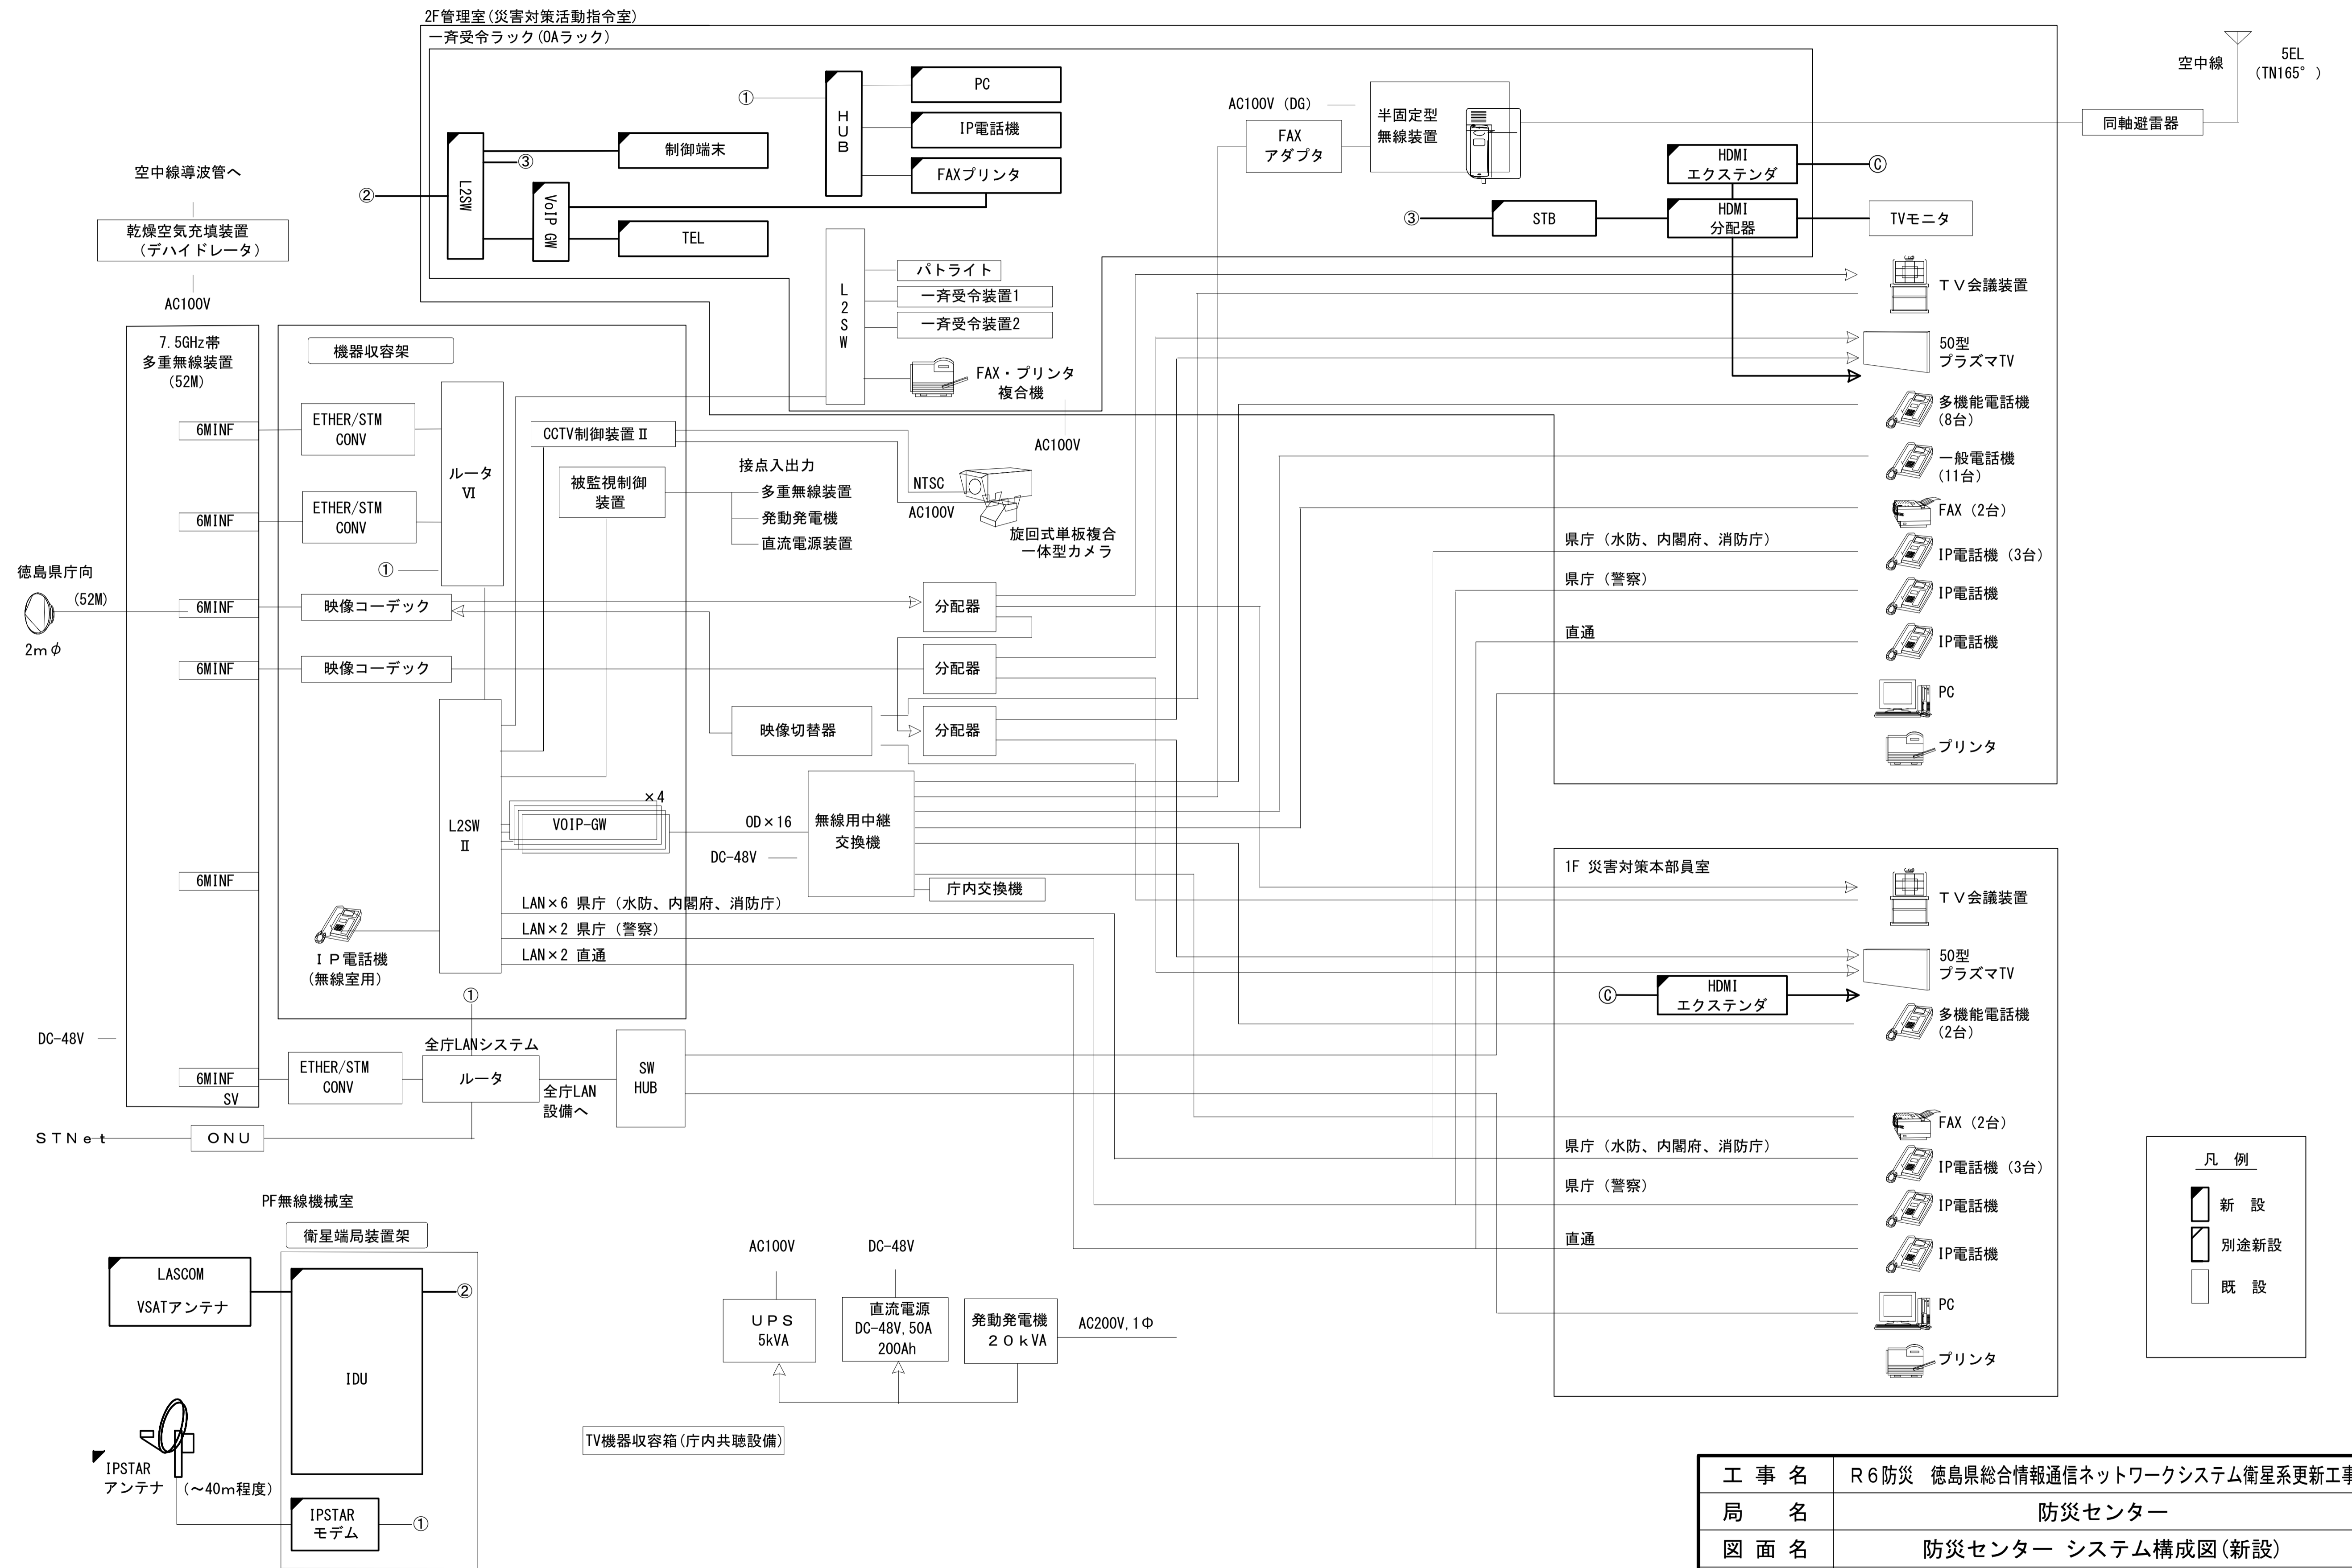 2F管理室(災害対策活動指令室)
一斉受令ラック(OAラック)
空中線
5EL
(TN165°)
同軸避雷器
①
HUB
PC
IP電話機
FAXプリンタ
②
L2SW
③
制御端末
VoIP GW
TEL
AC100V (DG)
FAX
アダプタ
半固定型
無線装置
HDMI
エクステンダ
Ⓒ
③
STB
HDMI
分配器
TVモニタ
空中線導波管へ
乾燥空気充填装置
(デハイドレータ)
AC100V
L2SW
パトライト
一斉受令装置1
一斉受令装置2
FAX・プリンタ
複合機
AC100V
TV会議装置
50型
プラズマTV
多機能電話機
(8台)
一般電話機
(11台)
FAX (2台)
県庁(水防、内閣府、消防庁)
IP電話機 (3台)
県庁(警察)
IP電話機
直通
IP電話機
PC
プリンタ
7.5GHz帯
多重無線装置
(52M)
機器収容架
6MINF
ETHER/STM
CONV
ルータ
Ⅵ
CCTV制御装置Ⅱ
被監視制御
装置
接点入出力
多重無線装置
発動発電機
直流電源装置
NTSC
AC100V
旋回式単板複合
一体型カメラ
6MINF
ETHER/STM
CONV
①
徳島県庁向
(52M)
2mφ
6MINF
映像コーデック
分配器
6MINF
映像コーデック
分配器
映像切替器
分配器
×4
VOIP-GW
OD×16
無線用中継
交換機
DC-48V
庁内交換機
L2SW
Ⅱ
6MINF
LAN×6 県庁(水防、内閣府、消防庁)
LAN×2 県庁(警察)
LAN×2 直通
IP電話機
(無線室用)
①
DC-48V
6MINF
SV
ETHER/STM
CONV
全庁LANシステム
ルータ
全庁LAN
設備へ
SW
HUB
STNet
ONU
1F 災害対策本部員室
TV会議装置
50型
プラズマTV
Ⓒ
HDMI
エクステンダ
多機能電話機
(2台)
FAX (2台)
県庁(水防、内閣府、消防庁)
IP電話機 (3台)
県庁(警察)
IP電話機
直通
IP電話機
PC
プリンタ
凡 例
新 設
別途新設
既 設
PF無線機械室
衛星端局装置架
LASCOM
VSATアンテナ
IDU
②
IPSTAR
アンテナ
(~40m程度)
IPSTAR
モデム
①
AC100V
UPS
5kVA
DC-48V
直流電源
DC-48V,50A
200Ah
発動発電機
20kVA
AC200V,1Φ
TV機器収容箱(庁内共聴設備)
工事名 R6防災 徳島県総合情報通信ネットワークシステム衛星系更新工事
局名 防災センター
図面名 防災センター システム構成図(新設)